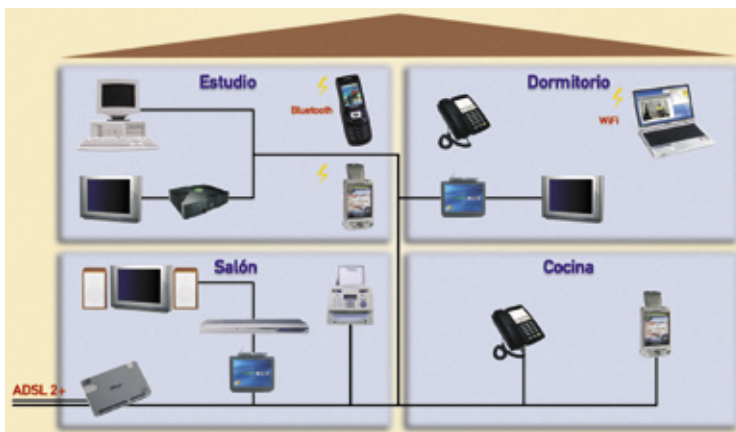 Estudio
Bluetooth
Dormitorio
WiFi
Salón
Cocina
ADSL 2+